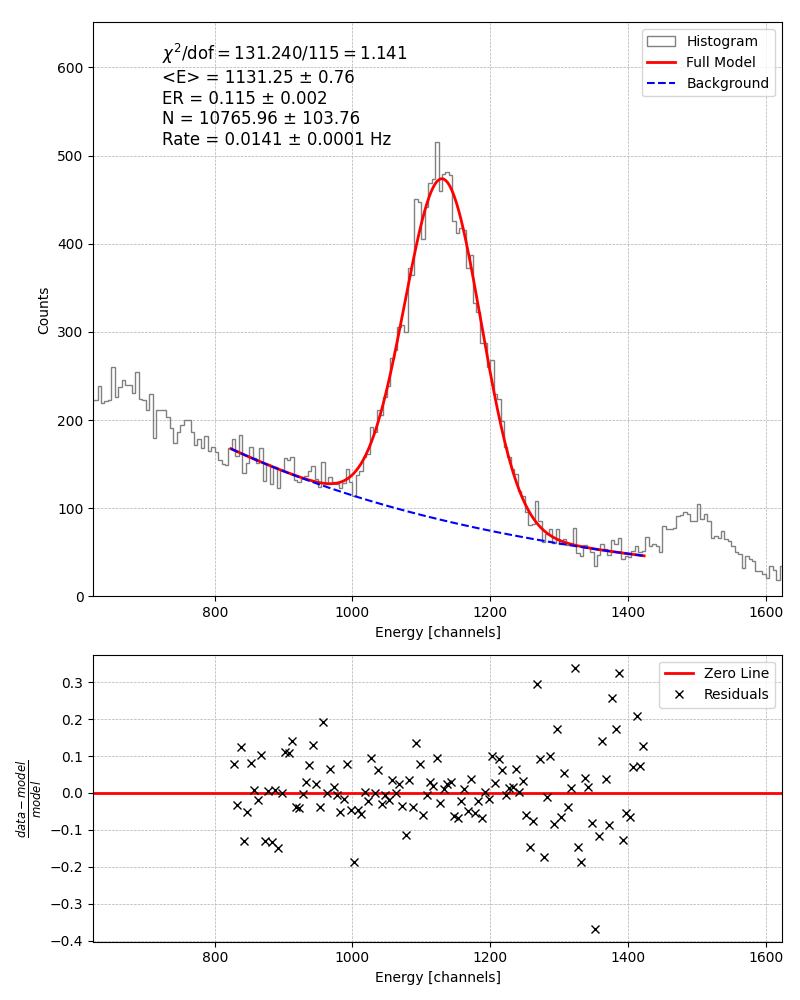 χ²/dof = 131.240/115 = 1.141
<E> = 1131.25 ± 0.76
ER = 0.115 ± 0.002
N = 10765.96 ± 103.76
Rate = 0.0141 ± 0.0001 Hz
Histogram
Full Model
Background
600
500
400
300
200
100
0
Counts
800 1000 1200 1400 1600
Energy [channels]
Zero Line
Residuals
0.3
0.2
0.1
0.0
−0.1
−0.2
−0.3
−0.4
data − model
model
800 1000 1200 1400 1600
Energy [channels]